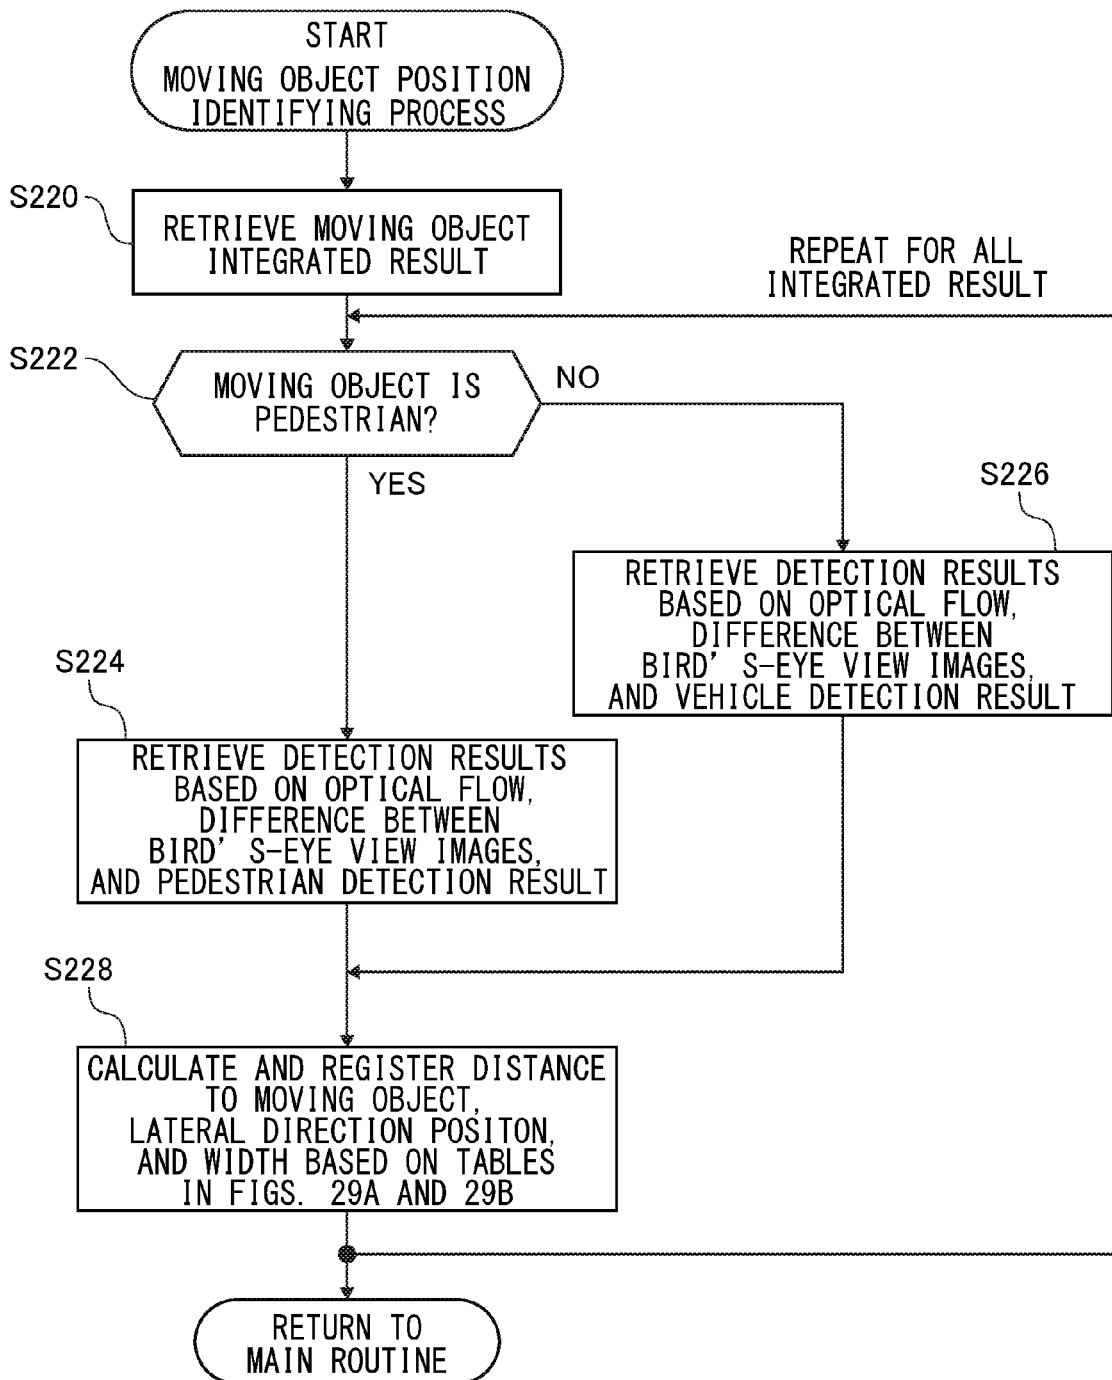 START
MOVING OBJECT POSITION
IDENTIFYING PROCESS
S220
RETRIEVE MOVING OBJECT
INTEGRATED RESULT
REPEAT FOR ALL
INTEGRATED RESULT
S222
MOVING OBJECT IS
PEDESTRIAN?
NO
YES
S226
RETRIEVE DETECTION RESULTS
BASED ON OPTICAL FLOW,
DIFFERENCE BETWEEN
BIRD' S-EYE VIEW IMAGES,
AND VEHICLE DETECTION RESULT
S224
RETRIEVE DETECTION RESULTS
BASED ON OPTICAL FLOW,
DIFFERENCE BETWEEN
BIRD' S-EYE VIEW IMAGES,
AND PEDESTRIAN DETECTION RESULT
S228
CALCULATE AND REGISTER DISTANCE
TO MOVING OBJECT,
LATERAL DIRECTION POSITON,
AND WIDTH BASED ON TABLES
IN FIGS. 29A AND 29B
RETURN TO
MAIN ROUTINE